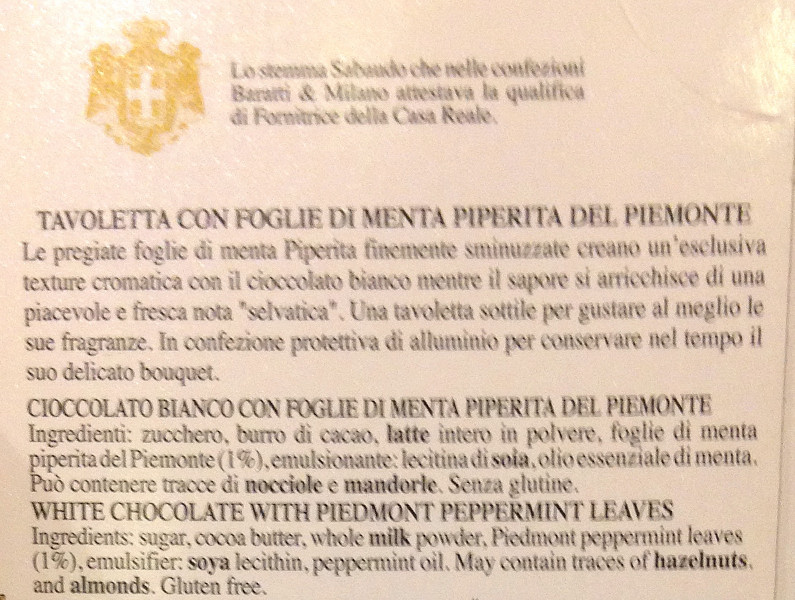 Lo stemma Sabaudo che nelle confezioni
Baratti & Milano attestava la qualifica
di Fornitrice della Casa Reale.
TAVOLETTA CON FOGLIE DI MENTA PIPERITA DEL PIEMONTE
Le pregiate foglie di menta Piperita finemente sminuzzate creano un'esclusiva
texture cromatica con il cioccolato bianco mentre il sapore si arricchisce di una
piacevole e fresca nota "selvatica". Una tavoletta sottile per gustare al meglio le
sue fragranze. In confezione protettiva di alluminio per conservare nel tempo il
suo delicato bouquet.
CIOCCOLATO BIANCO CON FOGLIE DI MENTA PIPERITA DEL PIEMONTE
Ingredienti: zucchero, burro di cacao, latte intero in polvere, foglie di menta
piperita del Piemonte (1%), emulsionante: lecitina di soia, olio essenziale di menta.
Può contenere tracce di nocciole e mandorle. Senza glutine.
WHITE CHOCOLATE WITH PIEDMONT PEPPERMINT LEAVES
Ingredients: sugar, cocoa butter, whole milk powder, Piedmont peppermint leaves
(1%), emulsifier: soya lecithin, peppermint oil. May contain traces of hazelnuts,
and almonds. Gluten free.